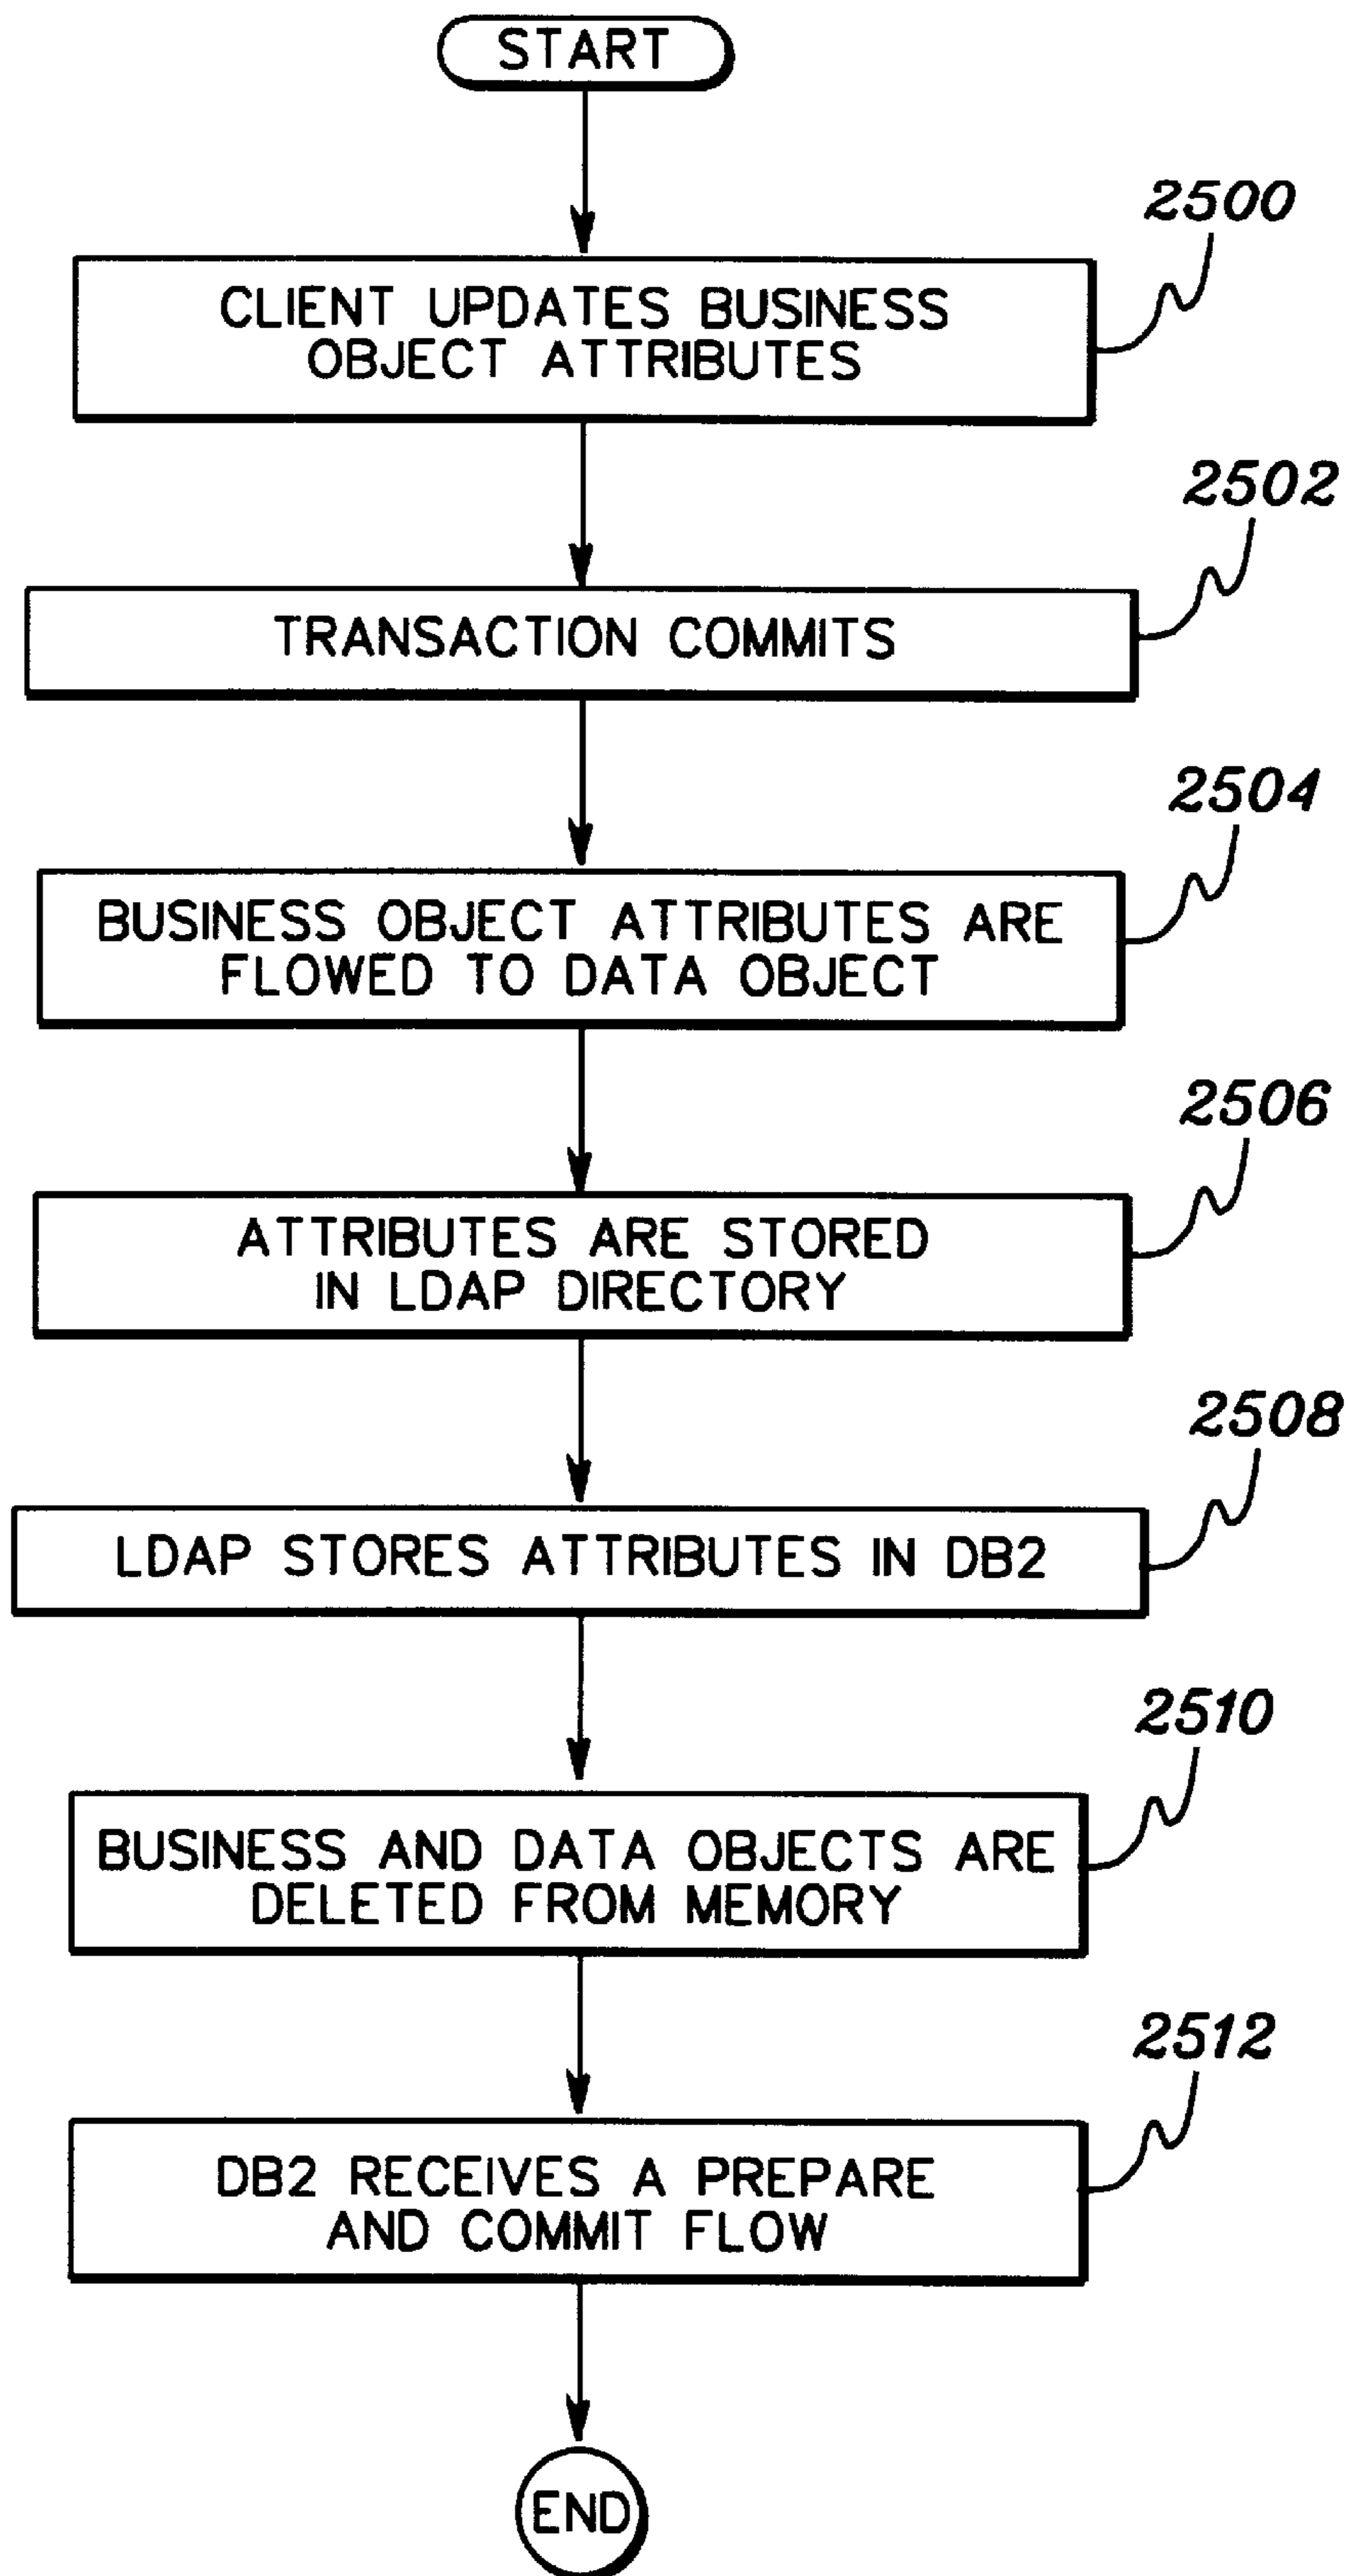 START
2500
CLIENT UPDATES BUSINESS
OBJECT ATTRIBUTES
2502
TRANSACTION COMMITS
2504
BUSINESS OBJECT ATTRIBUTES ARE
FLOWED TO DATA OBJECT
2506
ATTRIBUTES ARE STORED
IN LDAP DIRECTORY
2508
LDAP STORES ATTRIBUTES IN DB2
2510
BUSINESS AND DATA OBJECTS ARE
DELETED FROM MEMORY
2512
DB2 RECEIVES A PREPARE
AND COMMIT FLOW
END